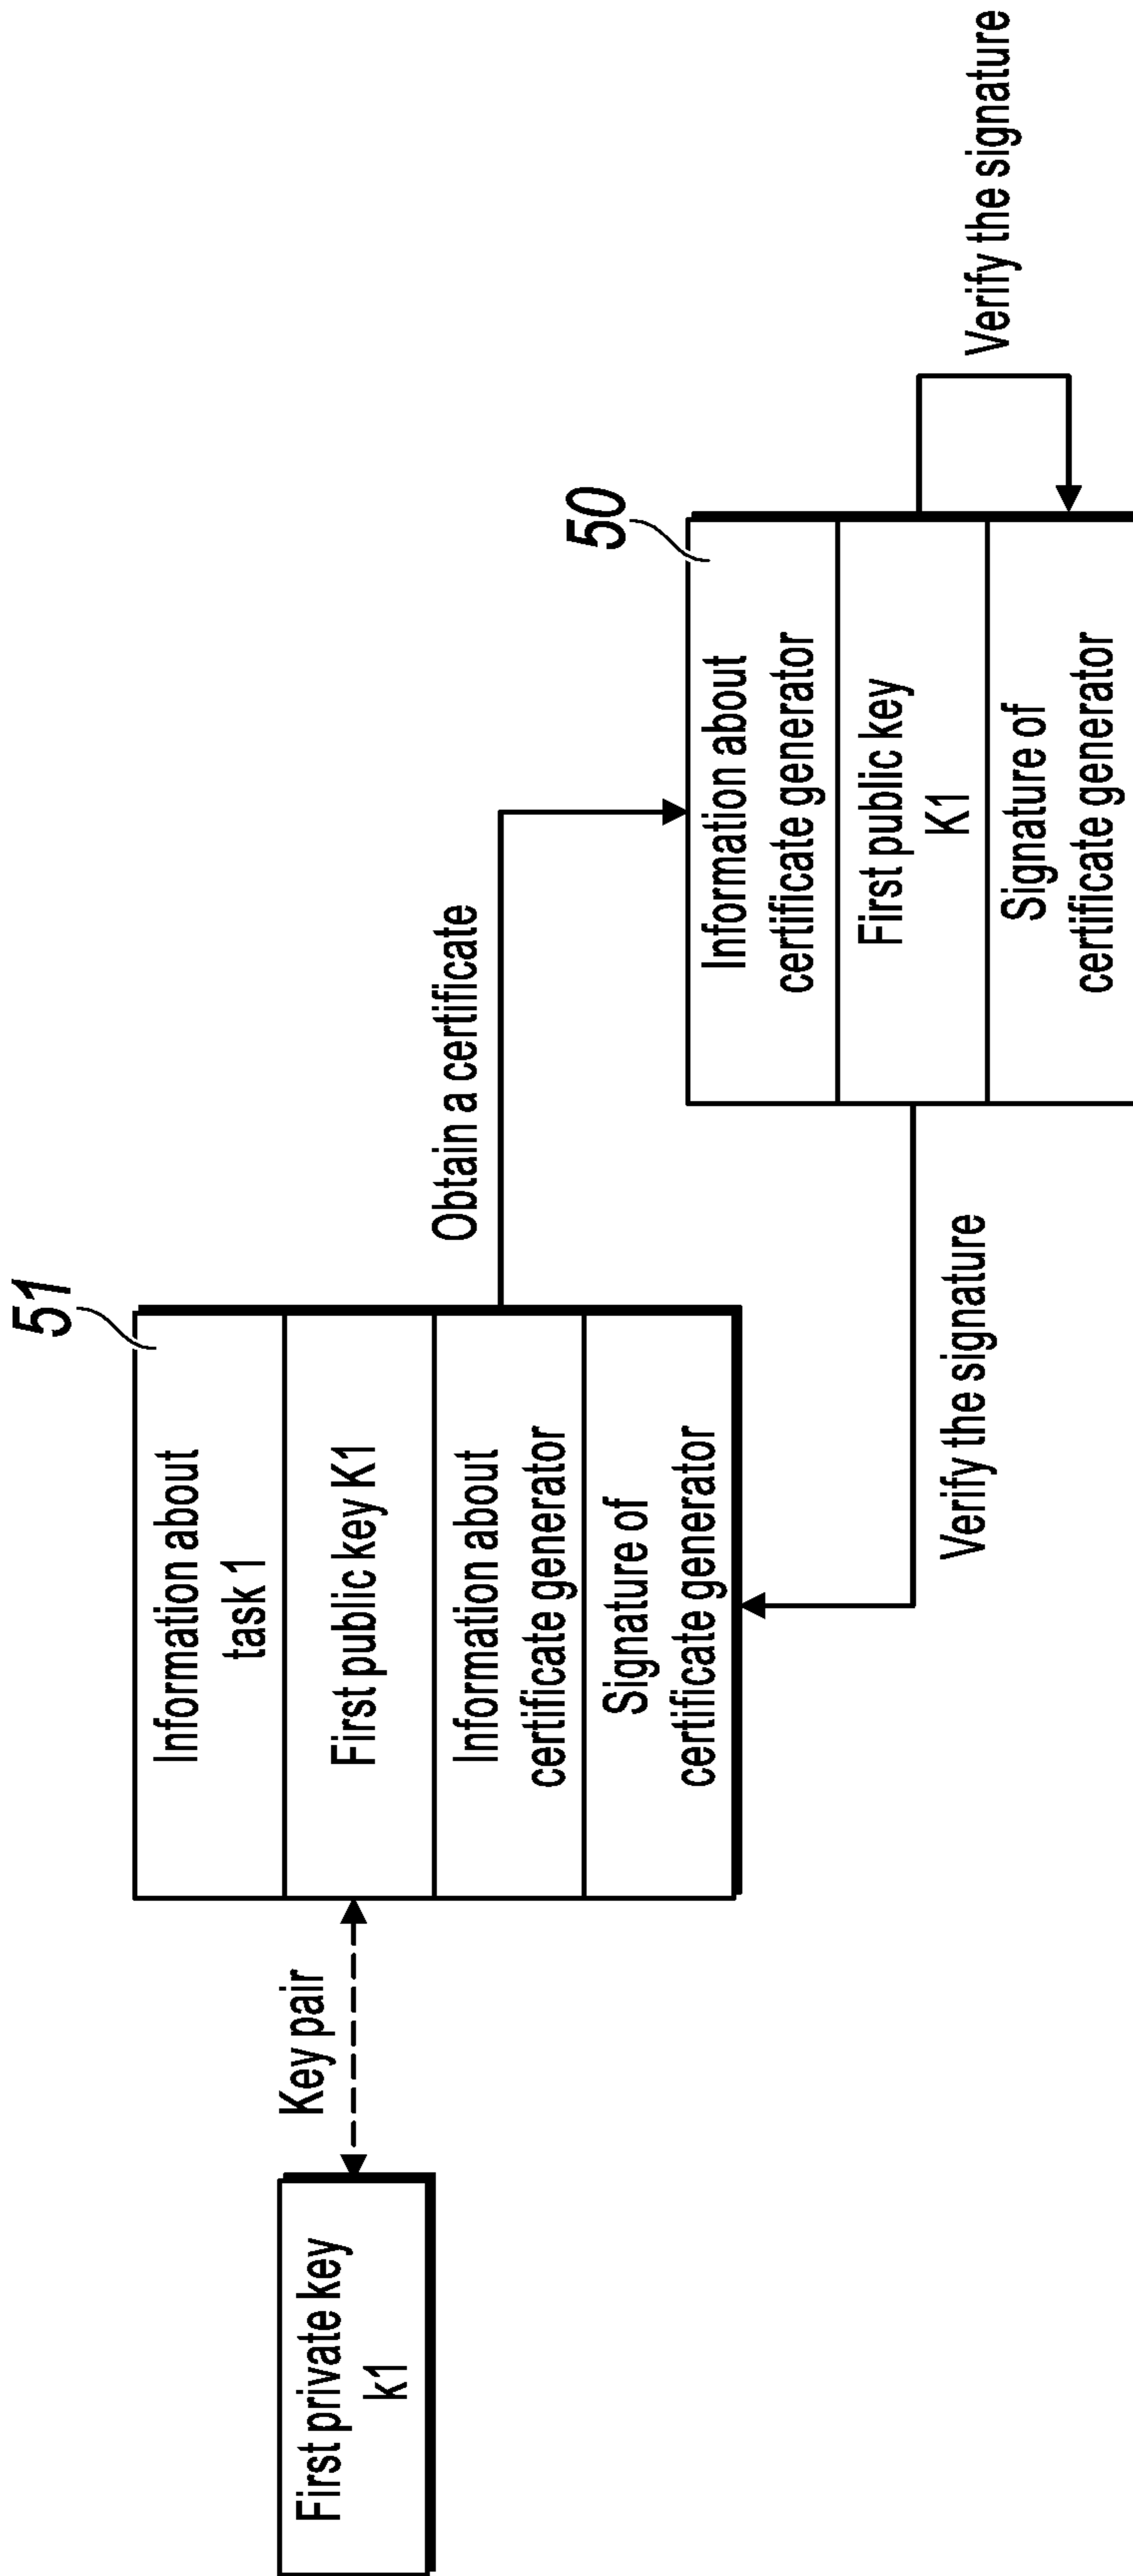 First private key
k1
Key pair
51
Information about
task 1
First public key K1
Information about
certificate generator
Signature of
certificate generator
Obtain a certificate
Verify the signature
50
Information about
certificate generator
First public key
K1
Signature of
certificate generator
Verify the signature